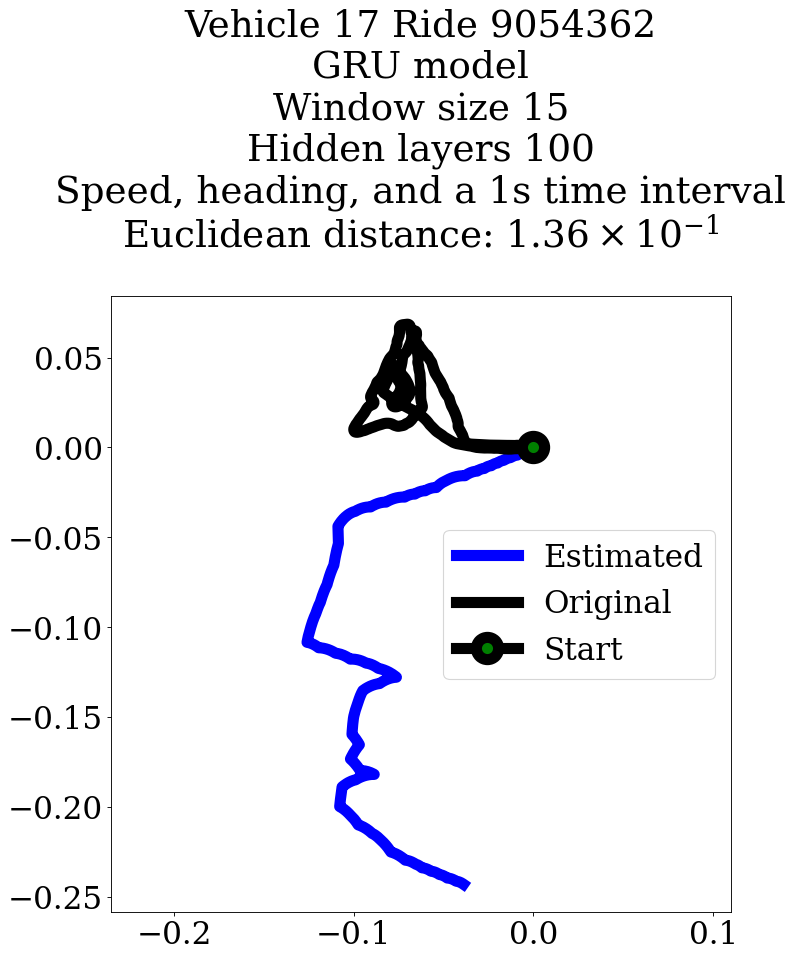 Vehicle 17 Ride 9054362
GRU model
Window size 15
Hidden layers 100
Speed, heading, and a 1s time interval
Euclidean distance: 1.36 × 10⁻¹
0.05
0.00
−0.05
−0.10
−0.15
−0.20
−0.25
Estimated
Original
Start
−0.2
−0.1
0.0
0.1